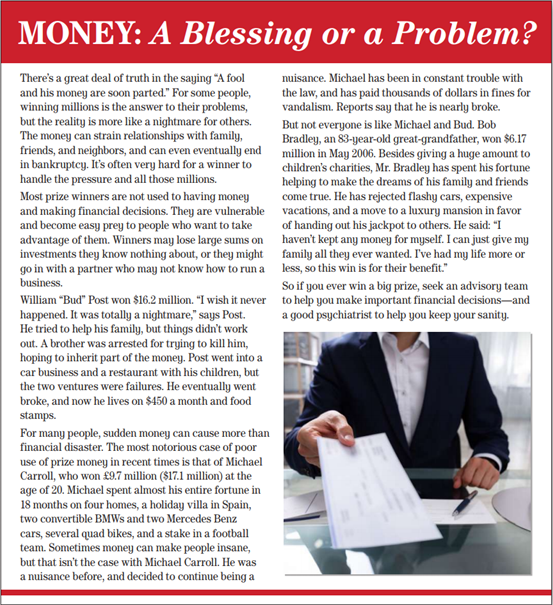 MONEY: A Blessing or a Problem?
There's a great deal of truth in the saying “A fool
and his money are soon parted.” For some people,
winning millions is the answer to their problems,
but the reality is more like a nightmare for others.
The money can strain relationships with family,
friends, and neighbors, and can even eventually end
in bankruptcy. It's often very hard for a winner to
handle the pressure and all those millions.
Most prize winners are not used to having money
and making financial decisions. They are vulnerable
and become easy prey to people who want to take
advantage of them. Winners may lose large sums on
investments they know nothing about, or they might
go in with a partner who may not know how to run a
business.
William “Bud” Post won $16.2 million. “I wish it never
happened. It was totally a nightmare,” says Post.
He tried to help his family, but things didn't work
out. A brother was arrested for trying to kill him,
hoping to inherit part of the money. Post went into a
car business and a restaurant with his children, but
the two ventures were failures. He eventually went
broke, and now he lives on $450 a month and food
stamps.
For many people, sudden money can cause more than
financial disaster. The most notorious case of poor
use of prize money in recent times is that of Michael
Carroll, who won £9.7 million ($17.1 million) at the
age of 20. Michael spent almost his entire fortune in
18 months on four homes, a holiday villa in Spain,
two convertible BMWs and two Mercedes Benz
cars, several quad bikes, and a stake in a football
team. Sometimes money can make people insane,
but that isn't the case with Michael Carroll. He was
a nuisance before, and decided to continue being a
nuisance. Michael has been in constant trouble with
the law, and has paid thousands of dollars in fines for
vandalism. Reports say that he is nearly broke.
But not everyone is like Michael and Bud. Bob
Bradley, an 83-year-old great-grandfather, won $6.17
million in May 2006. Besides giving a huge amount to
children's charities, Mr. Bradley has spent his fortune
helping to make the dreams of his family and friends
come true. He has rejected flashy cars, expensive
vacations, and a move to a luxury mansion in favor
of handing out his jackpot to others. He said: “I
haven't kept any money for myself. I can just give my
family all they ever wanted. I've had my life more or
less, so this win is for their benefit.”
So if you ever win a big prize, seek an advisory team
to help you make important financial decisions—and
a good psychiatrist to help you keep your sanity.